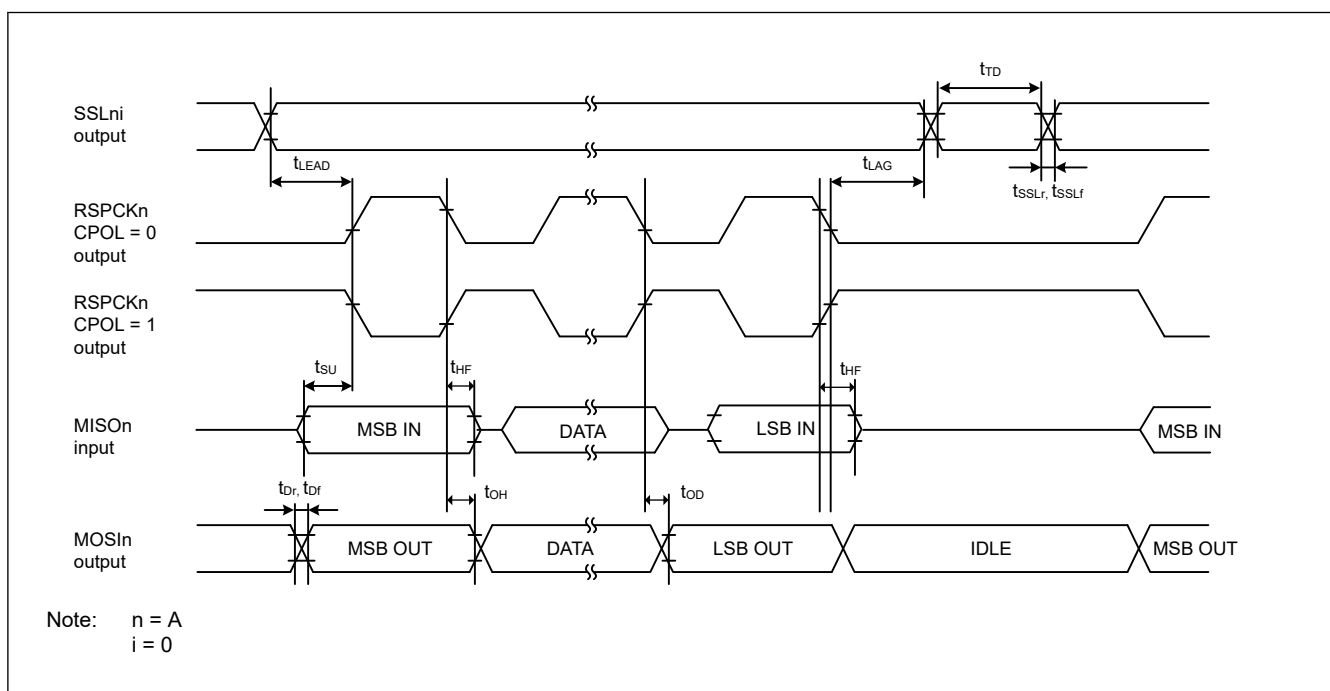 tTD
SSLni
output
tLEAD
tLAG
tSSLr, tSSLf
RSPCKn
CPOL = 0
output
RSPCKn
CPOL = 1
output
tSU
tHF
tHF
MISOn
input
MSB IN
DATA
LSB IN
MSB IN
tDr, tDf
tOH
tOD
MOSIn
output
MSB OUT
DATA
LSB OUT
IDLE
MSB OUT
Note: n = A
i = 0